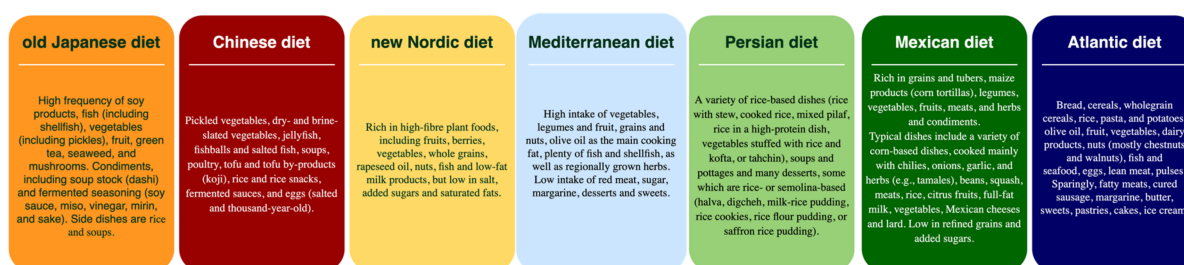 old Japanese diet
High frequency of soy
products, fish (including
shellfish), vegetables
(including pickles), fruit, green
tea, seaweed, and
mushrooms. Condiments,
including soup stock (dashi)
and fermented seasoning (soy
sauce, miso, vinegar, mirin,
and sake). Side dishes are rice
and soups.
Chinese diet
Pickled vegetables, dry- and brine-
slated vegetables, jellyfish,
fishballs and salted fish, soups,
poultry, tofu and tofu by-products
(koji), rice and rice snacks,
fermented sauces, and eggs (salted
and thousand-year-old).
new Nordic diet
Rich in high-fibre plant foods,
including fruits, berries,
vegetables, whole grains,
rapeseed oil, nuts, fish and low-fat
milk products, but low in salt,
added sugars and saturated fats.
Mediterranean diet
High intake of vegetables,
legumes and fruit, grains and
nuts, olive oil as the main cooking
fat, plenty of fish and shellfish, as
well as regionally grown herbs.
Low intake of red meat, sugar,
margarine, desserts and sweets.
Persian diet
A variety of rice-based dishes (rice
with stew, cooked rice, mixed pilaf,
rice in a high-protein dish,
vegetables stuffed with rice and
kofta, or tahchin), soups and
pottages and many desserts, some
which are rice- or semolina-based
(halva, digcheh, milk-rice pudding,
rice cookies, rice flour pudding, or
saffron rice pudding).
Mexican diet
Rich in grains and tubers, maize
products (corn tortillas), legumes,
vegetables, fruits, meats, and herbs
and condiments.
Typical dishes include a variety of
corn-based dishes, cooked mainly
with chilies, onions, garlic, and
herbs (e.g., tamales), beans, squash,
meats, rice, citrus fruits, full-fat
milk, vegetables, Mexican cheeses
and lard. Low in refined grains and
added sugars.
Atlantic diet
Bread, cereals, wholegrain
cereals, rice, pasta, and potatoes,
olive oil, fruit, vegetables, dairy
products, nuts (mostly chestnuts
and walnuts), fish and
seafood, eggs, lean meat, pulses.
Sparingly, fatty meats, cured
sausage, margarine, butter,
sweets, pastries, cakes, ice cream.